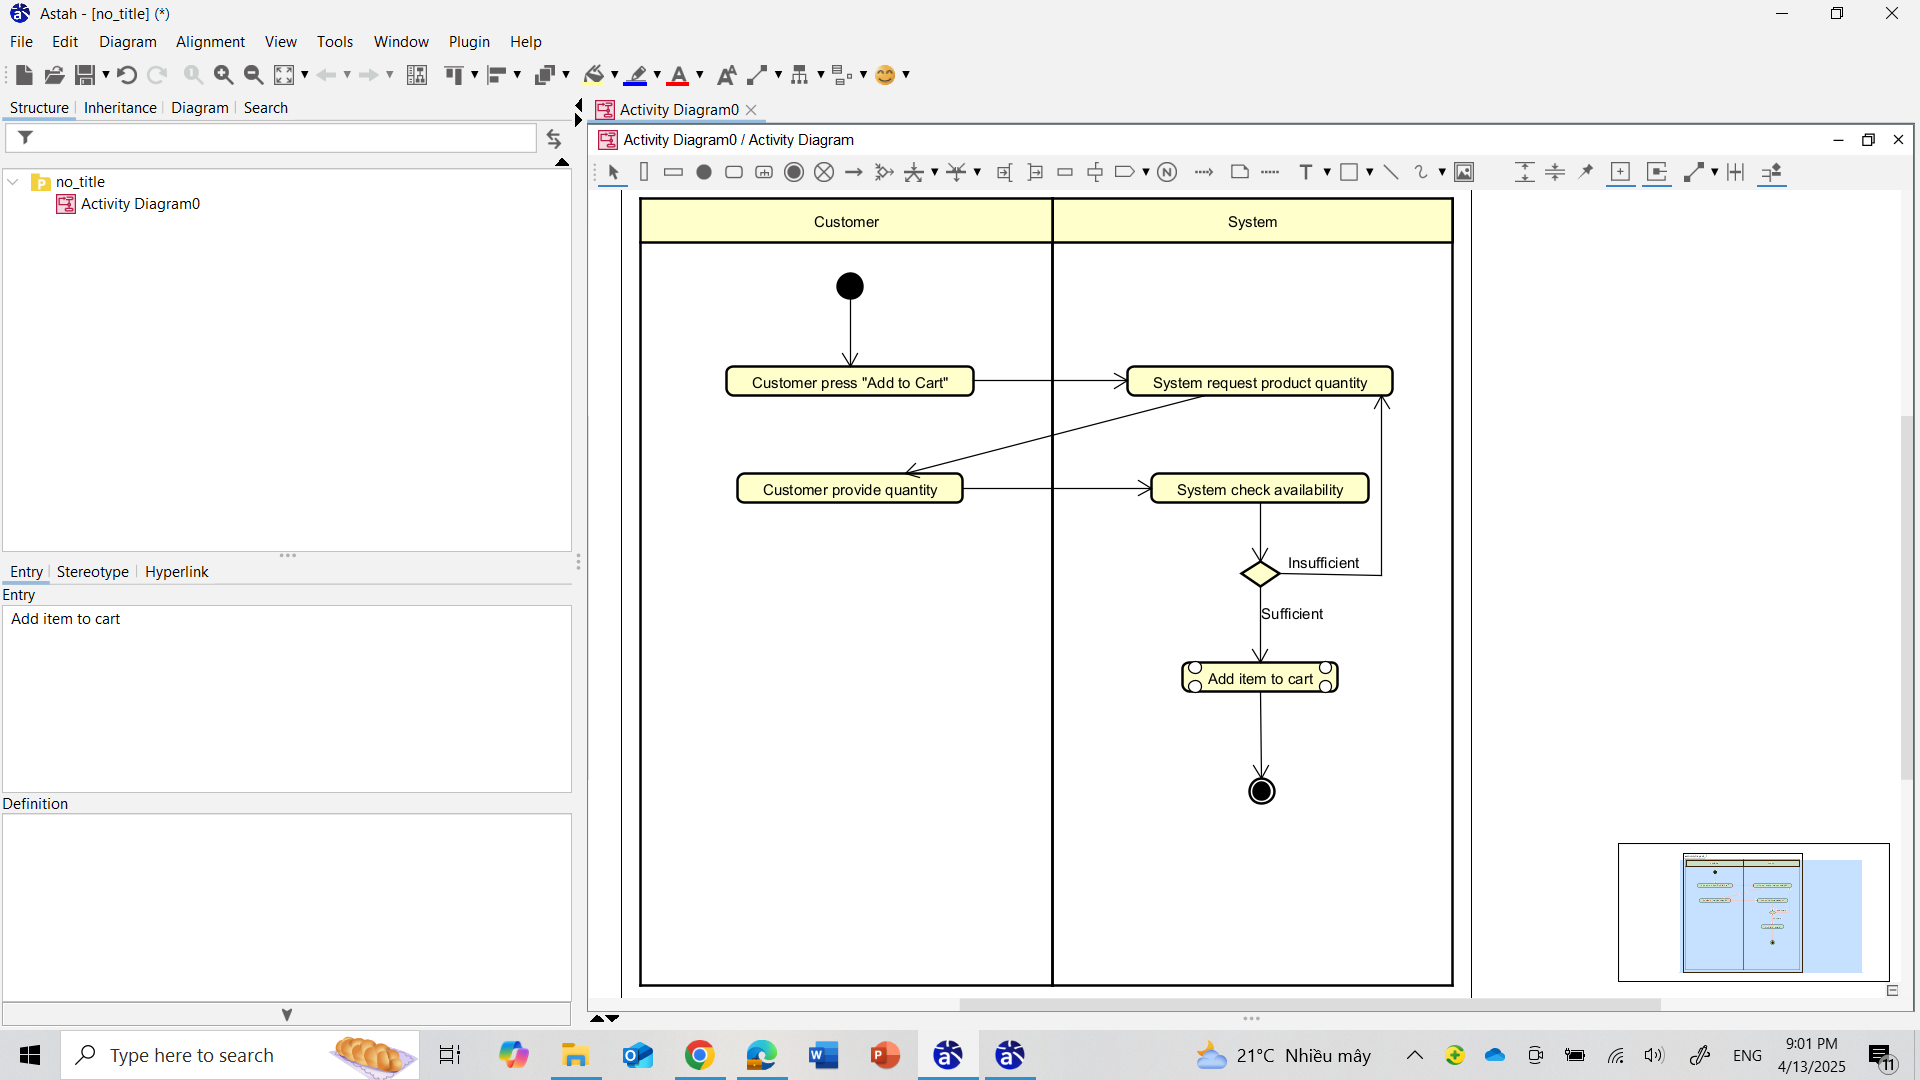 Astah - [no_title] (*)
File Edit Diagram Alignment View Tools Window Plugin Help
Structure Inheritance Diagram Search
Activity Diagram0
Activity Diagram0 / Activity Diagram
no_title
Activity Diagram0
Customer System
Customer press "Add to Cart" System request product quantity
Customer provide quantity System check availability
Insufficient
Sufficient
Add item to cart
Entry Stereotype Hyperlink
Entry
Add item to cart
Definition
Type here to search
21°C Nhiều mây
ENG
9:01 PM
4/13/2025
11